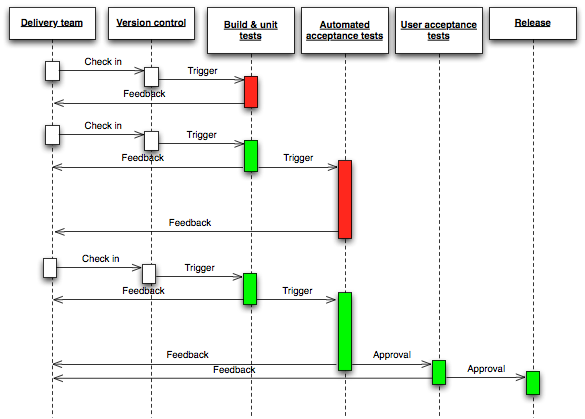 Delivery team
Version control
Build & unit
tests
Automated
acceptance tests
User acceptance
tests
Release
Check in
Trigger
Feedback
Check in
Trigger
Feedback
Trigger
Feedback
Check in
Trigger
Feedback
Trigger
Feedback
Approval
Feedback
Approval